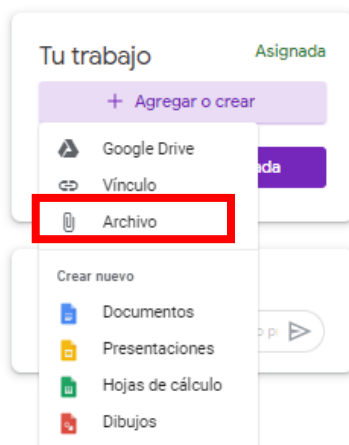 Tu trabajo
Asignada
+ Agregar o crear
Google Drive
Vínculo
Archivo
Crear nuevo
Documentos
Presentaciones
Hojas de cálculo
Dibujos